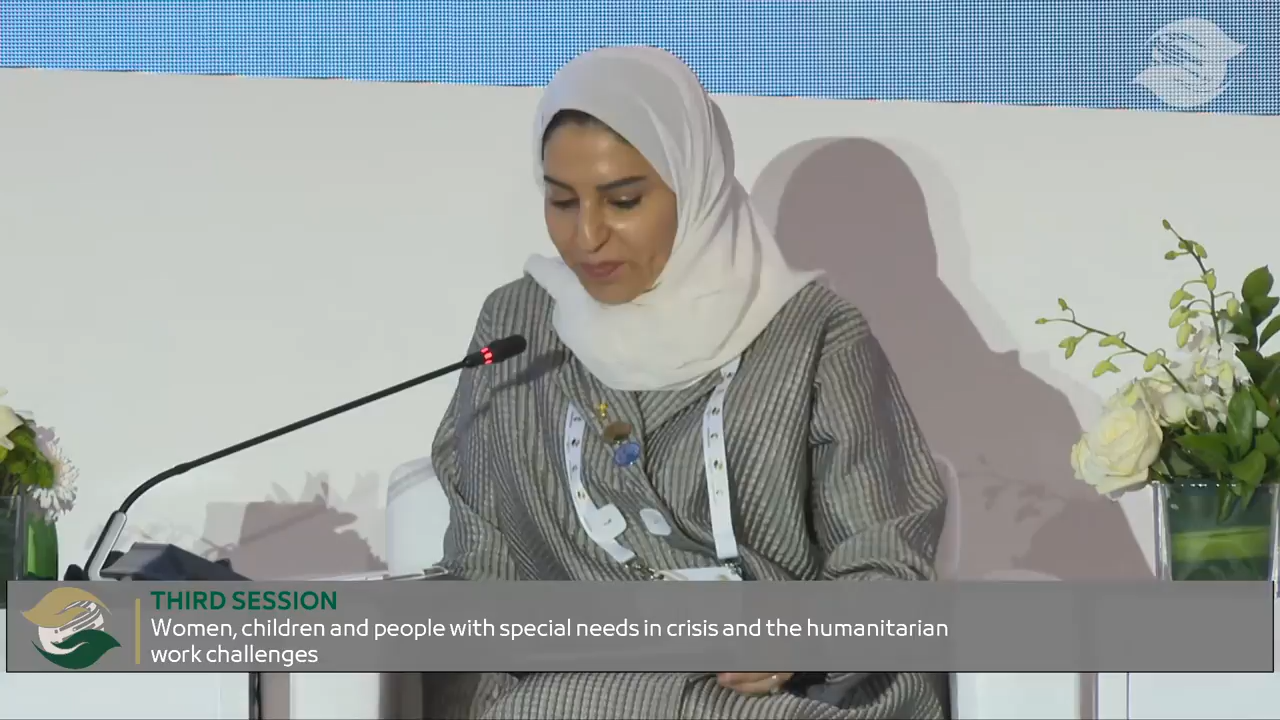 THIRD SESSION
Women, children and people with special needs in crisis and the humanitarian
work challenges